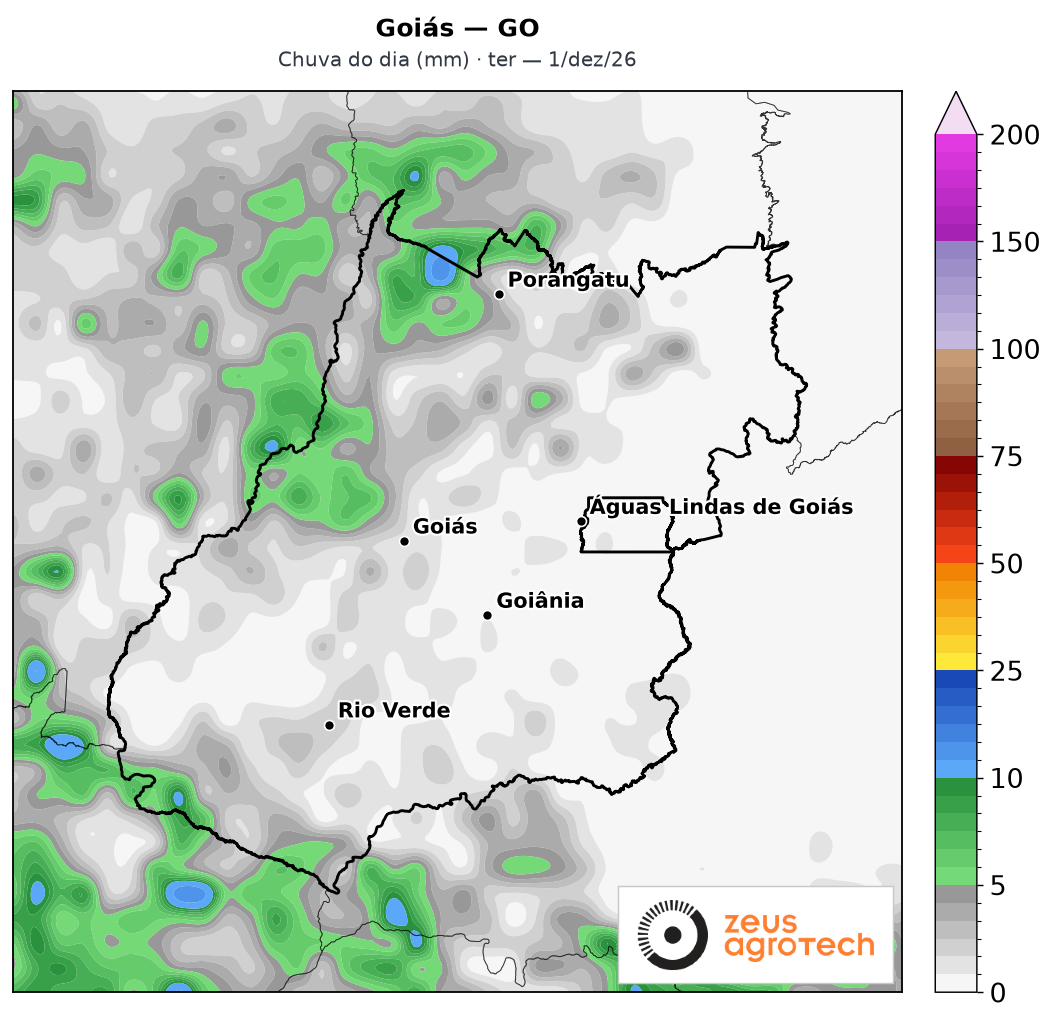 Goiás — GO
Chuva do dia (mm) · ter — 1/dez/26
200
150
100
75
50
25
10
5
0
Porangatu
Águas Lindas de Goiás
Goiás
Goiânia
Rio Verde
zeus
agrotech